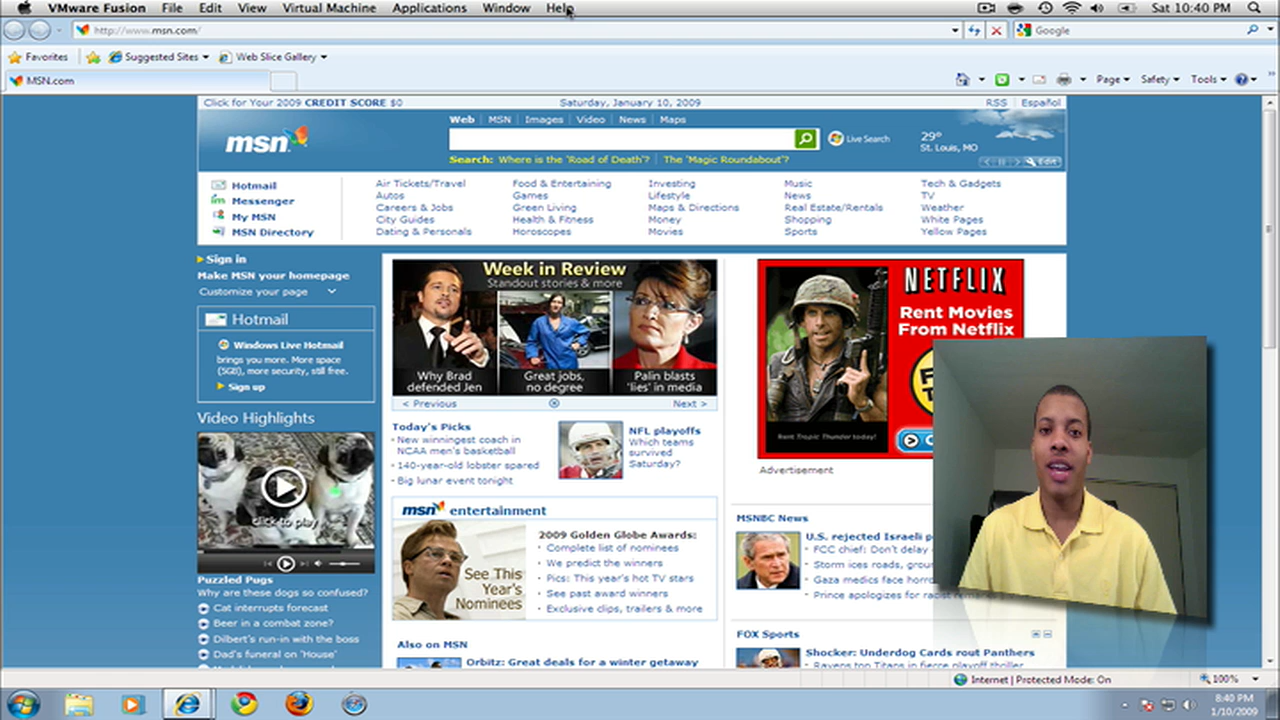 VMware Fusion File Edit View Virtual Machine Applications Window Help Sat 10:40 PM
http://www.msn.com/ Google
Favorites Suggested Sites Web Slice Gallery
MSN.com Page Safety Tools
Click for Your 2009 CREDIT SCORE $0 Saturday, January 10, 2009 RSS Español
Web MSN Images Video News Maps
msn Live Search 29° St. Louis, MO Edit
Search: Where is the 'Road of Death'? The 'Magic Roundabout'?
Hotmail
Messenger
My MSN
MSN Directory
Air Tickets/Travel
Autos
Careers & Jobs
City Guides
Dating & Personals
Food & Entertaining
Games
Green Living
Health & Fitness
Horoscopes
Investing
Lifestyle
Maps & Directions
Money
Movies
Music
News
Real Estate/Rentals
Shopping
Sports
Tech & Gadgets
TV
Weather
White Pages
Yellow Pages
Sign in
Make MSN your homepage
Customize your page
Hotmail
Windows Live Hotmail
brings you more. More space
(5GB), more security, still free.
Sign up
Video Highlights
click to play
Puzzled Pugs
Why are these dogs so confused?
Cat interrupts forecast
Beer in a combat zone?
Dilbert's run-in with the boss
Dad's funeral on 'House'
Week in Review
Standout stories & more
Why Brad
defended Jen
Great jobs,
no degree
Palin blasts
'lies' in media
< Previous Next >
Today's Picks
New winningest coach in
NCAA men's basketball
140-year-old lobster spared
Big lunar event tonight
NFL playoffs
Which teams
survived
Saturday?
msn entertainment
See This
Year's
Nominees
2009 Golden Globe Awards:
Complete list of nominees
We predict the winners
Pics: This year's hot TV stars
See past award winners
Exclusive clips, trailers & more
Also on MSN
Orbitz: Great deals for a winter getaway
NETFLIX
Rent Movies
From Netflix
Rent Tropic Thunder today!
Advertisement
MSNBC News
U.S. rejected Israeli
FCC chief: Don't delay
Storm ices roads,
Gaza medics face
Prince apologizes for
FOX Sports
Shocker: Underdog Cards rout Panthers
Ravens top Titans in fierce playoff thriller
Internet | Protected Mode: On 100%
8:40 PM
1/10/2009